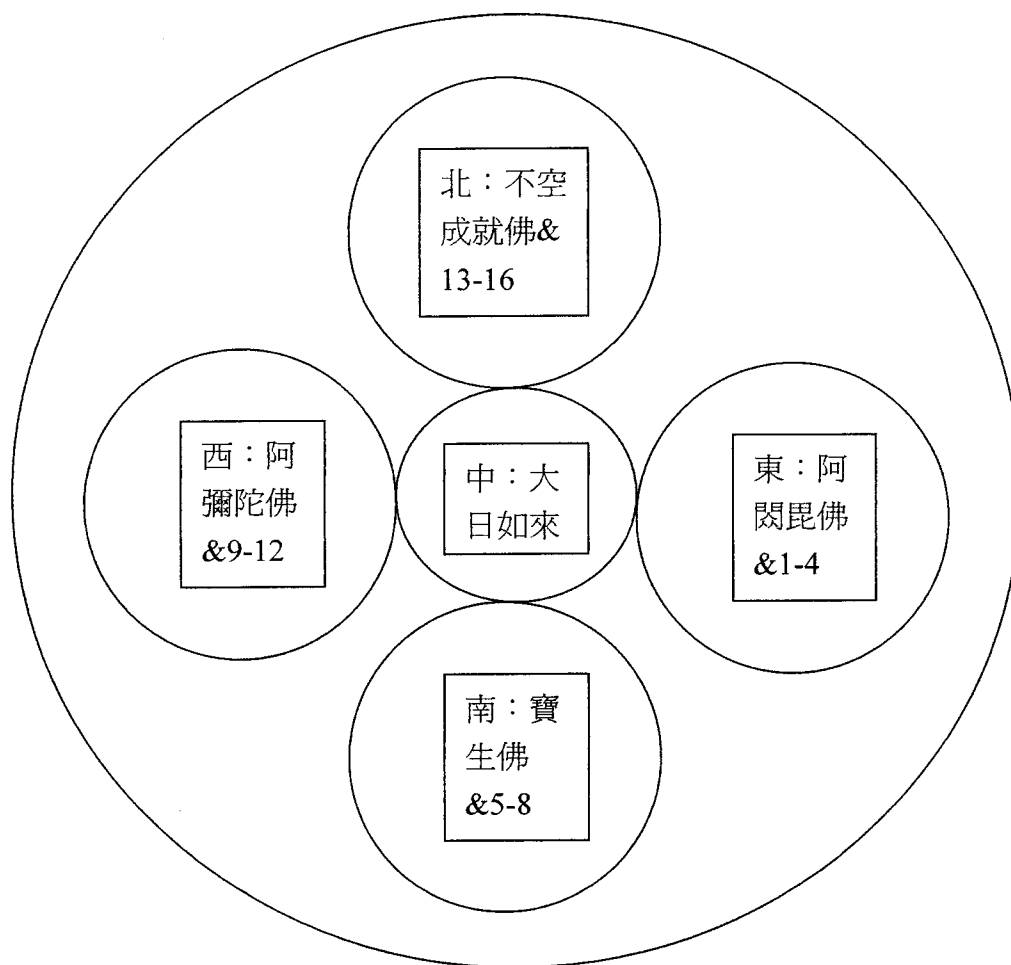 北：不空
成就佛&
13-16
西：阿
彌陀佛
&9-12
中：大
日如來
東：阿
閦毘佛
&1-4
南：寶
生佛
&5-8